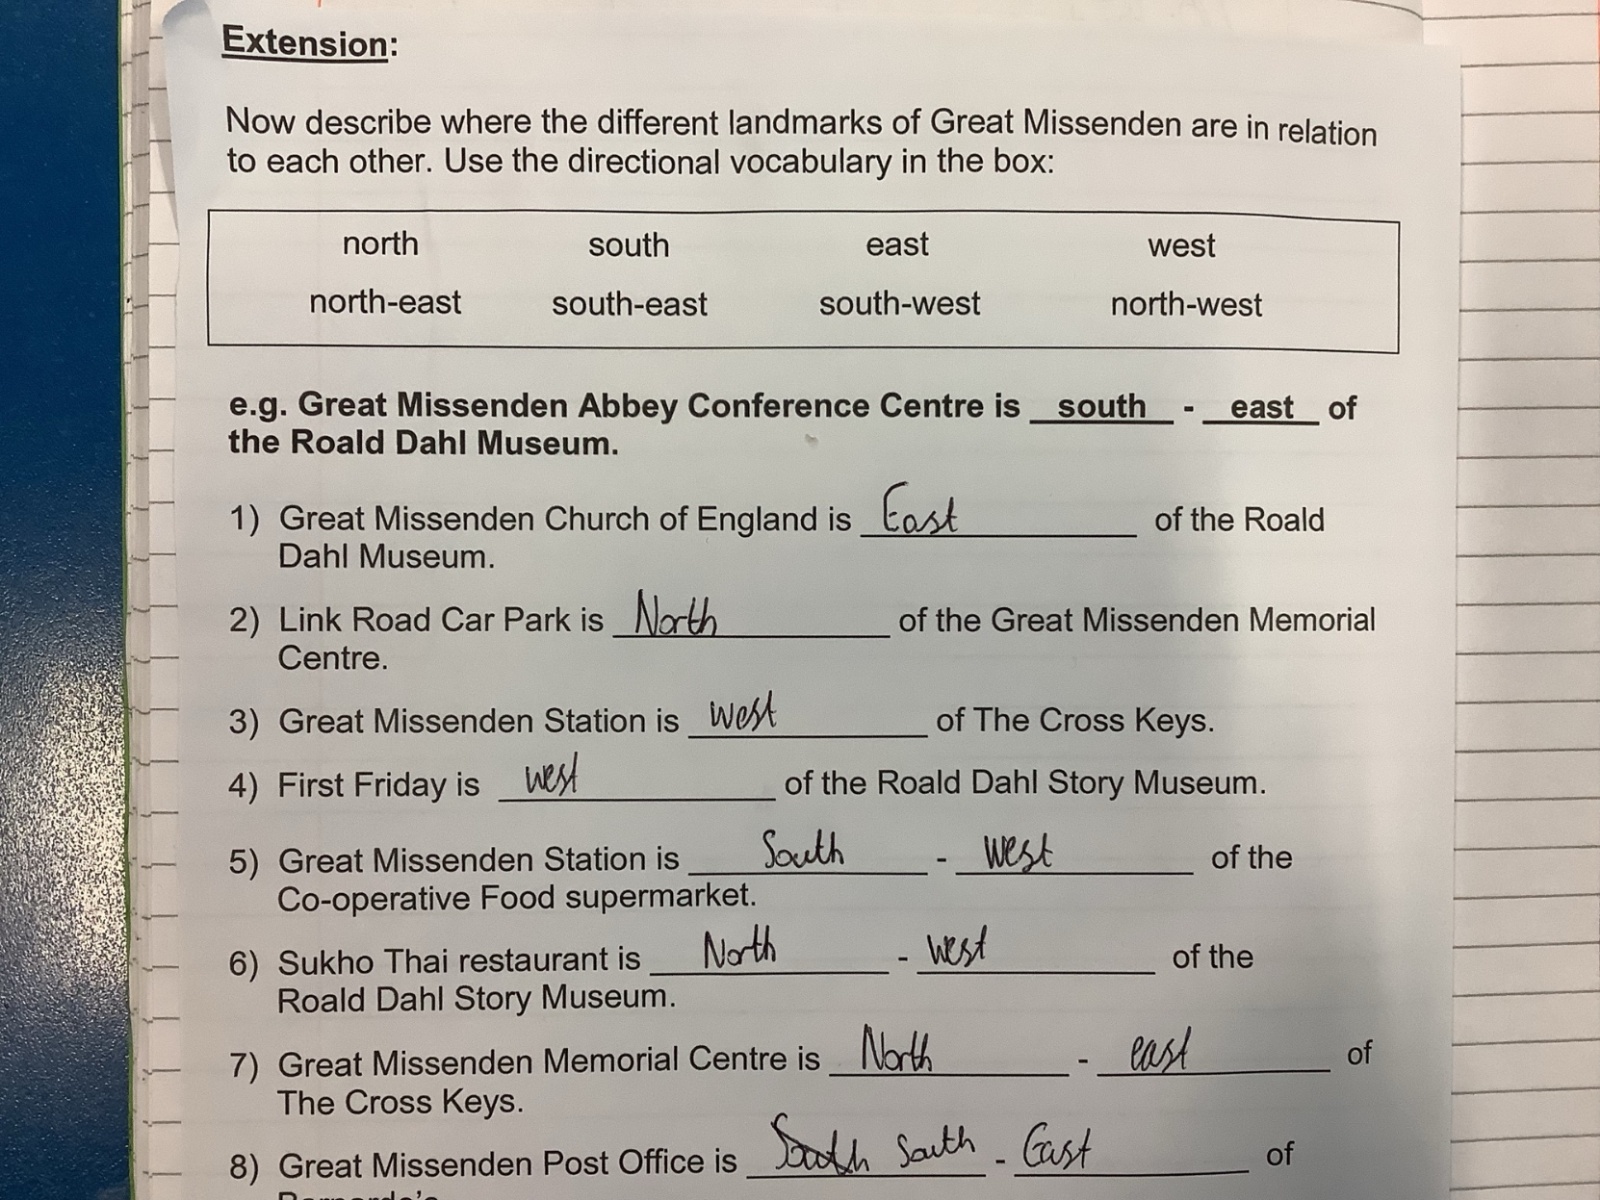 Extension:
Now describe where the different landmarks of Great Missenden are in relation
to each other. Use the directional vocabulary in the box:
north south east west
north-east south-east south-west north-west
e.g. Great Missenden Abbey Conference Centre is south - east of
the Roald Dahl Museum.
1) Great Missenden Church of England is East of the Roald
Dahl Museum.
2) Link Road Car Park is North of the Great Missenden Memorial
Centre.
3) Great Missenden Station is west of The Cross Keys.
4) First Friday is west of the Roald Dahl Story Museum.
5) Great Missenden Station is South - west of the
Co-operative Food supermarket.
6) Sukho Thai restaurant is North - west of the
Roald Dahl Story Museum.
7) Great Missenden Memorial Centre is North - east of
The Cross Keys.
8) Great Missenden Post Office is South - East of